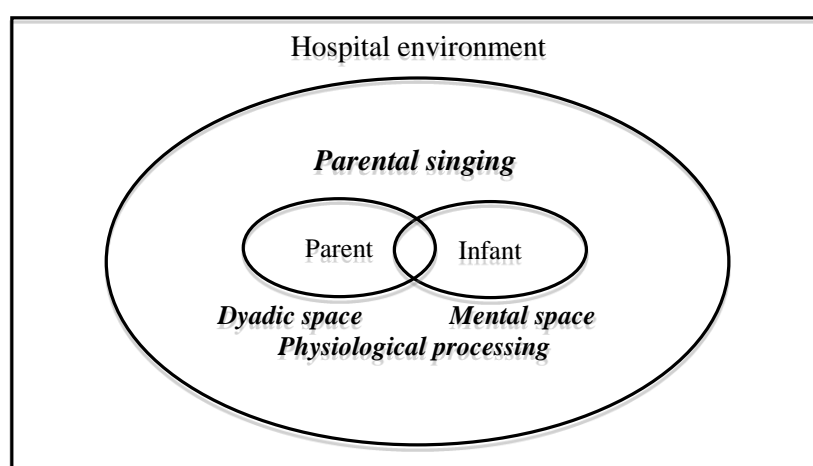 Hospital environment
Parental singing
Parent Infant
Dyadic space Mental space
Physiological processing